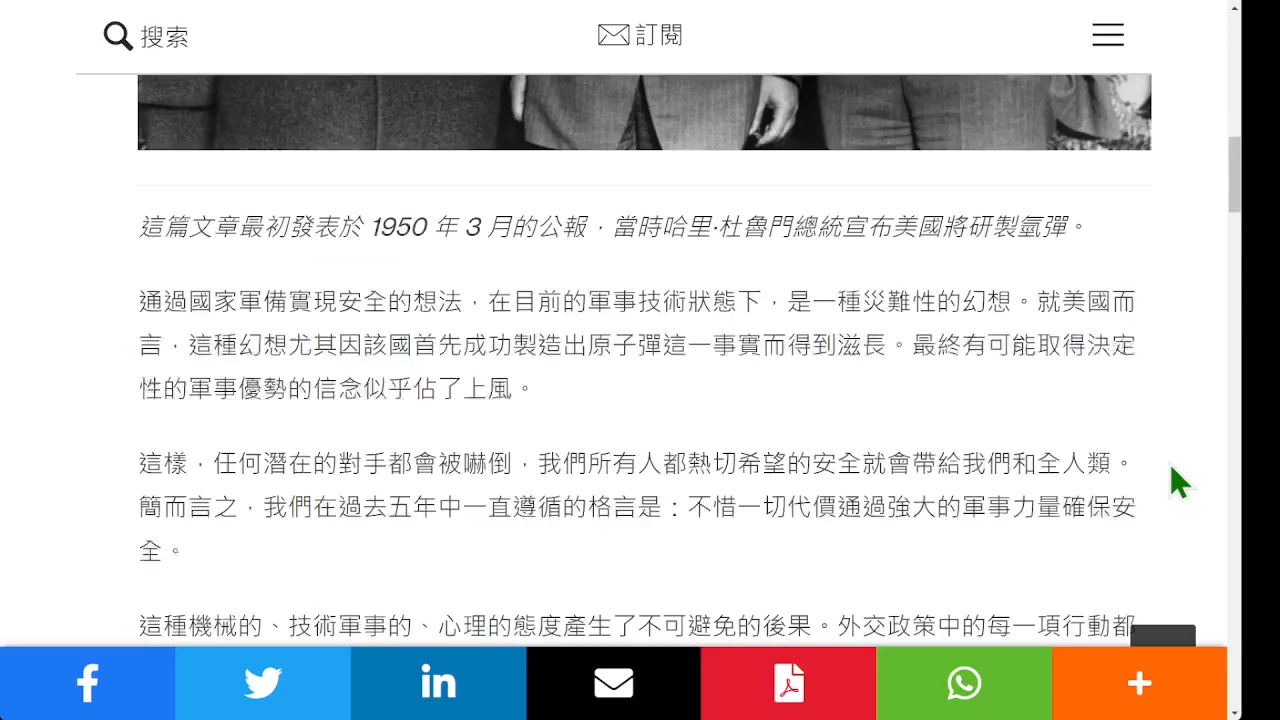 搜索
訂閱
這篇文章最初發表於 1950 年 3 月的公報，當時哈里·杜魯門總統宣布美國將研製氫彈。
通過國家軍備實現安全的想法，在目前的軍事技術狀態下，是一種災難性的幻想。就美國而
言，這種幻想尤其因該國首先成功製造出原子彈這一事實而得到滋長。最終有可能取得決定
性的軍事優勢的信念似乎佔了上風。
這樣，任何潛在的對手都會被嚇倒，我們所有人都熱切希望的安全就會帶給我們和全人類。
簡而言之，我們在過去五年中一直遵循的格言是：不惜一切代價通過強大的軍事力量確保安
全。
這種機械的、技術軍事的、心理的態度產生了不可避免的後果。外交政策中的每一項行動都